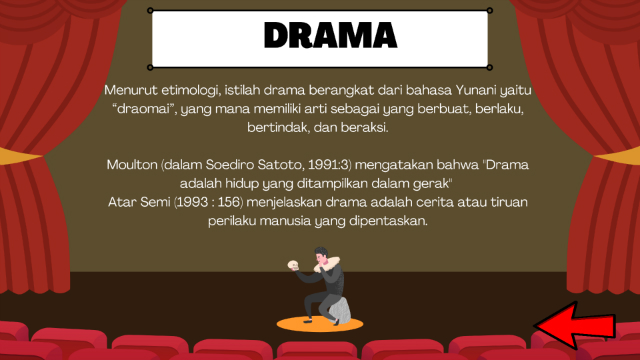 DRAMA
Menurut etimologi, istilah drama berangkat dari bahasa Yunani yaitu
“draomai”, yang mana memiliki arti sebagai yang berbuat, berlaku,
bertindak, dan beraksi.
Moulton (dalam Soediro Satoto, 1991:3) mengatakan bahwa "Drama
adalah hidup yang ditampilkan dalam gerak"
Atar Semi (1993 : 156) menjelaskan drama adalah cerita atau tiruan
perilaku manusia yang dipentaskan.